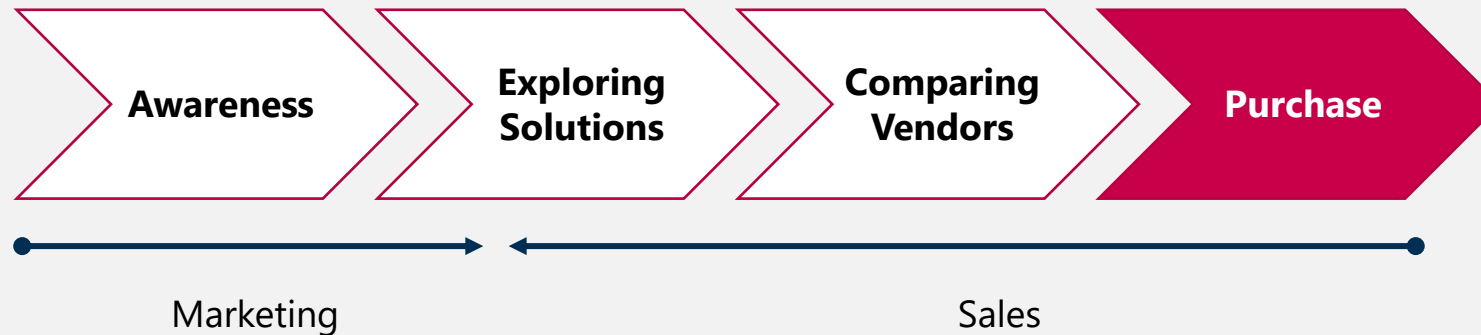 Awareness
Exploring
Solutions
Comparing
Vendors
Purchase
Marketing
Sales